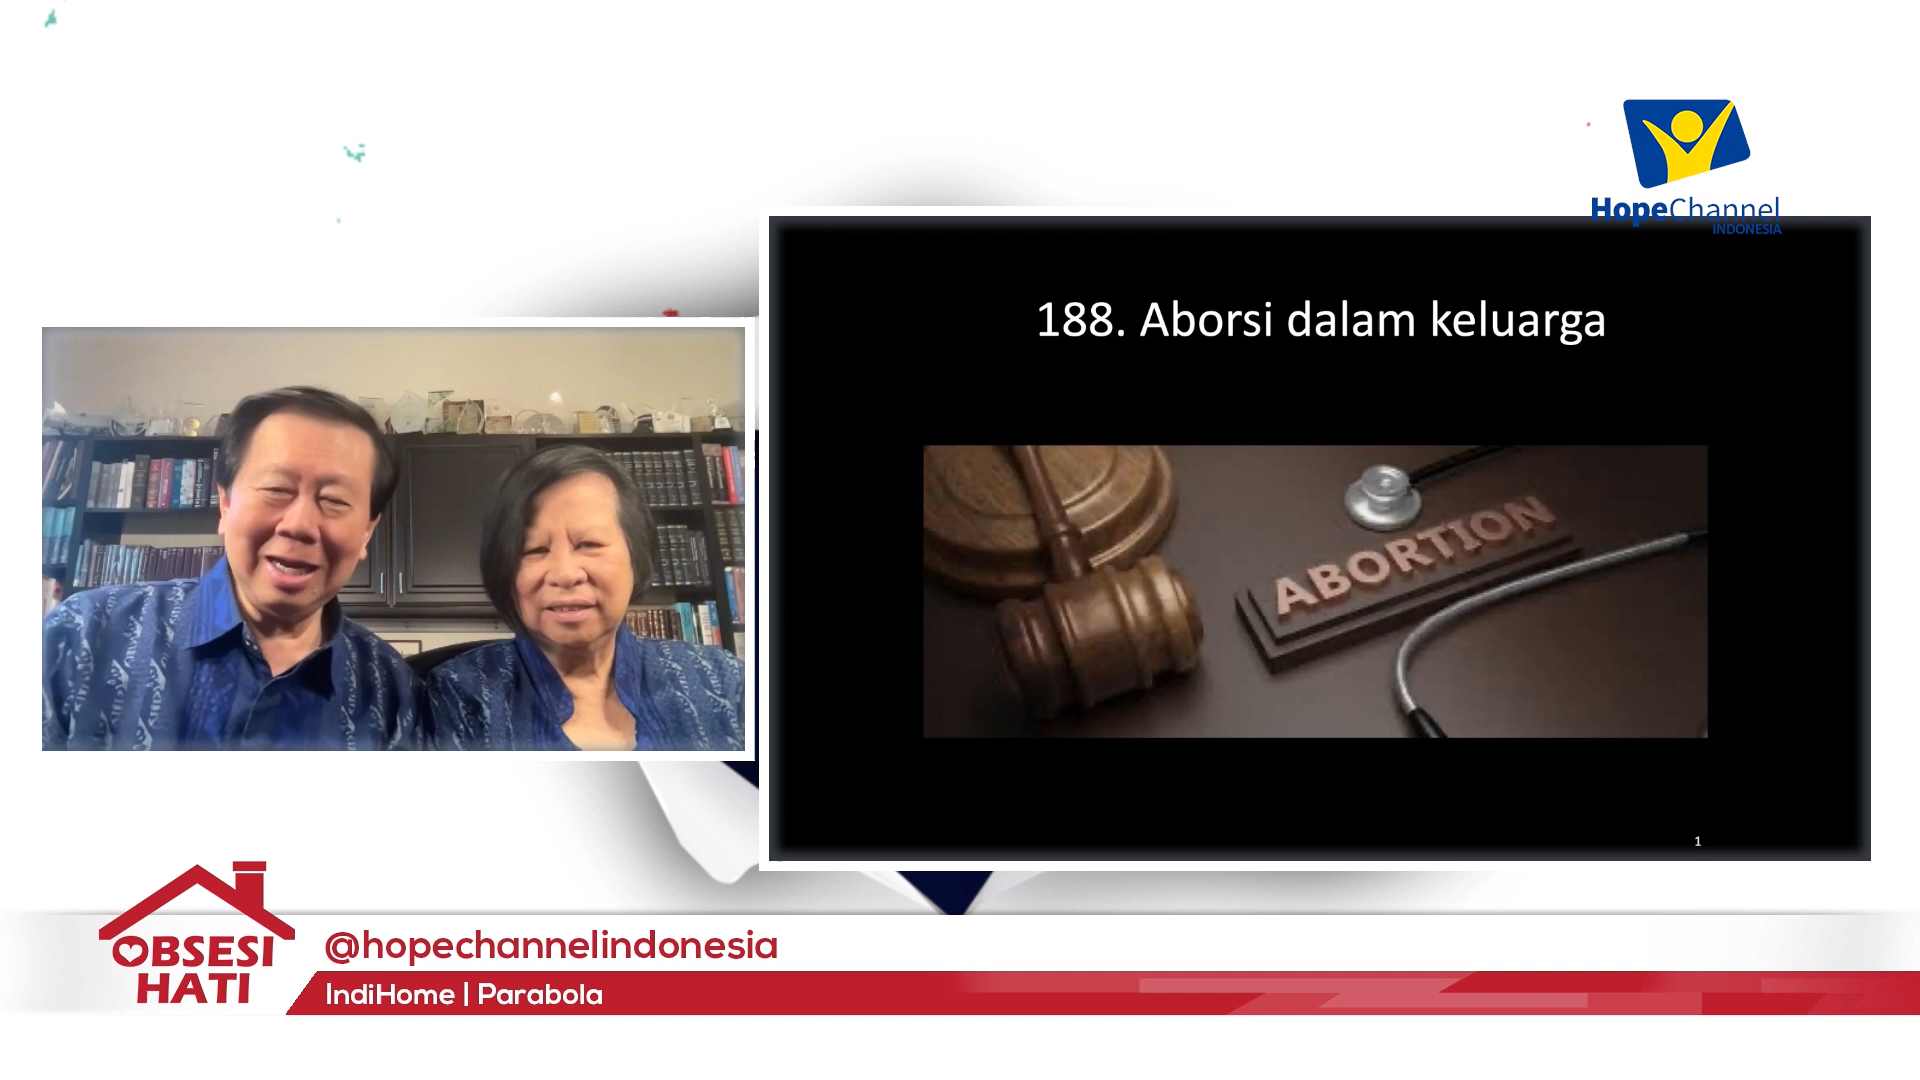 HopeChannel
INDONESIA
188. Aborsi dalam keluarga
ABORTION
1
OBSESI
HATI
@hopechannelindonesia
IndiHome | Parabola